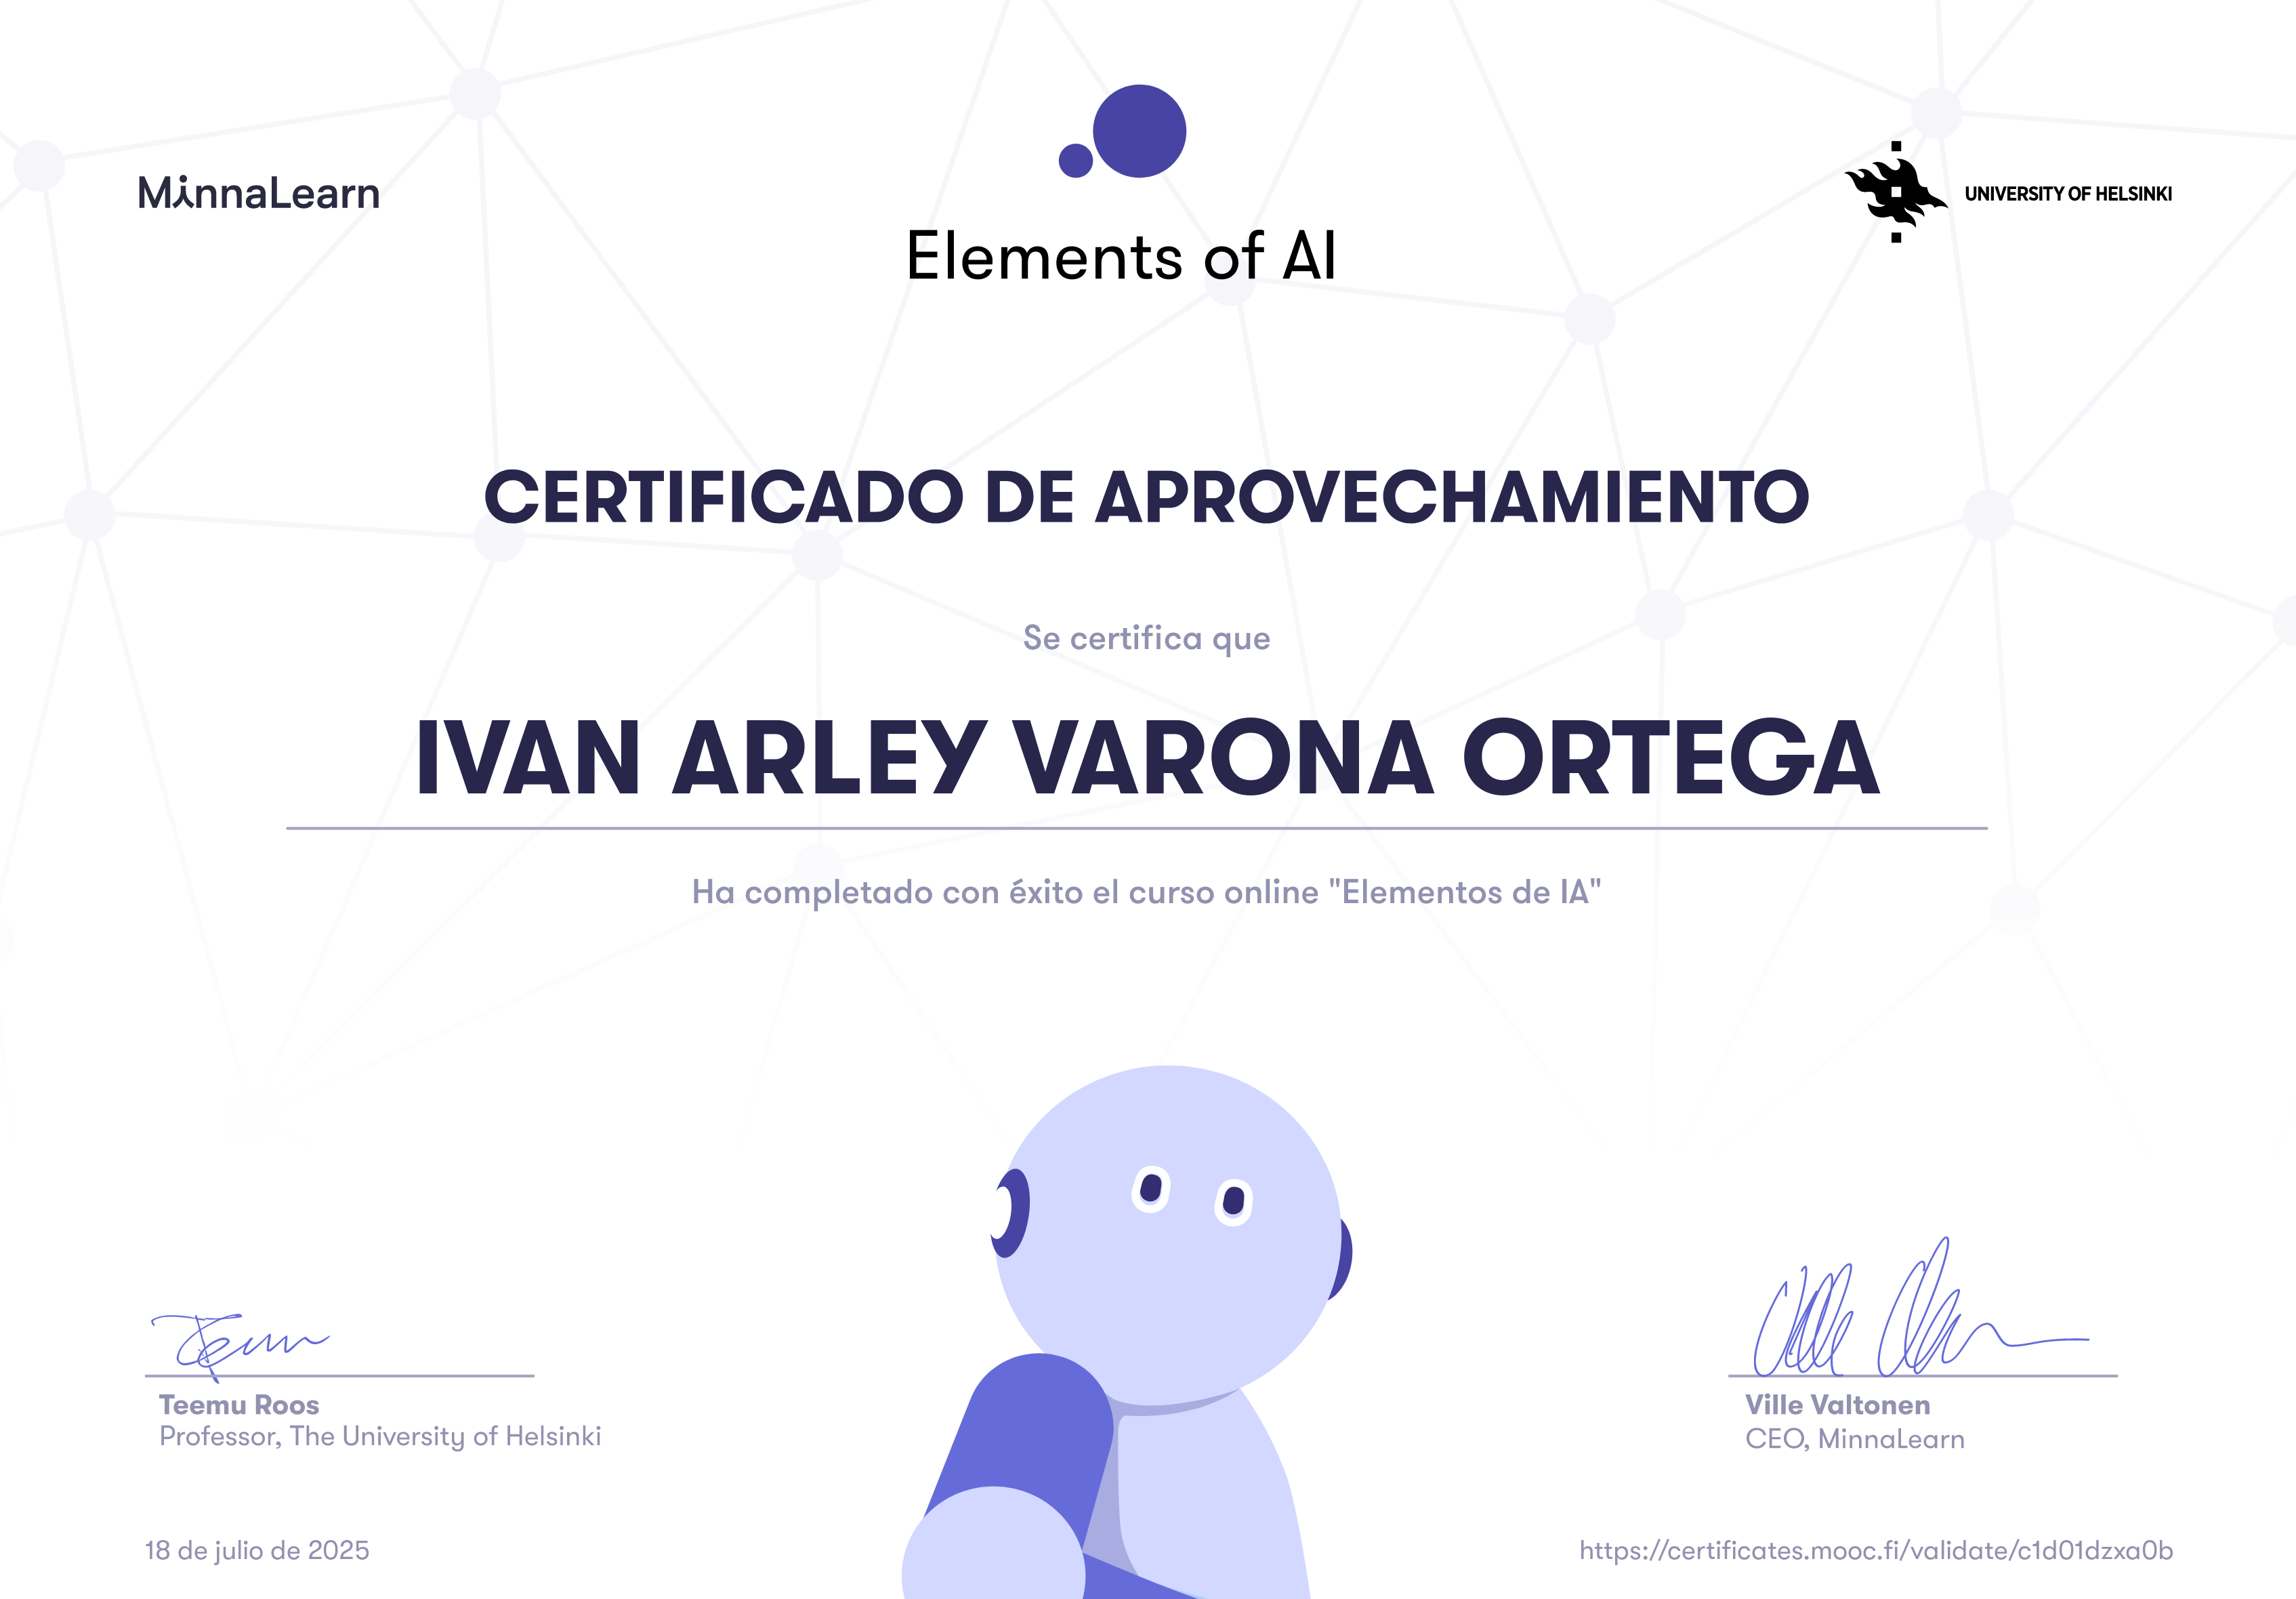 MinnaLearn
Elements of AI
UNIVERSITY OF HELSINKI
CERTIFICADO DE APROVECHAMIENTO
Se certifica que
IVAN ARLEY VARONA ORTEGA
Ha completado con éxito el curso online "Elementos de IA"
Teemu
Teemu Roos
Professor, The University of Helsinki
Ville Valtonen
CEO, MinnaLearn
18 de julio de 2025
https://certificates.mooc.fi/validate/c1d01dzxa0b